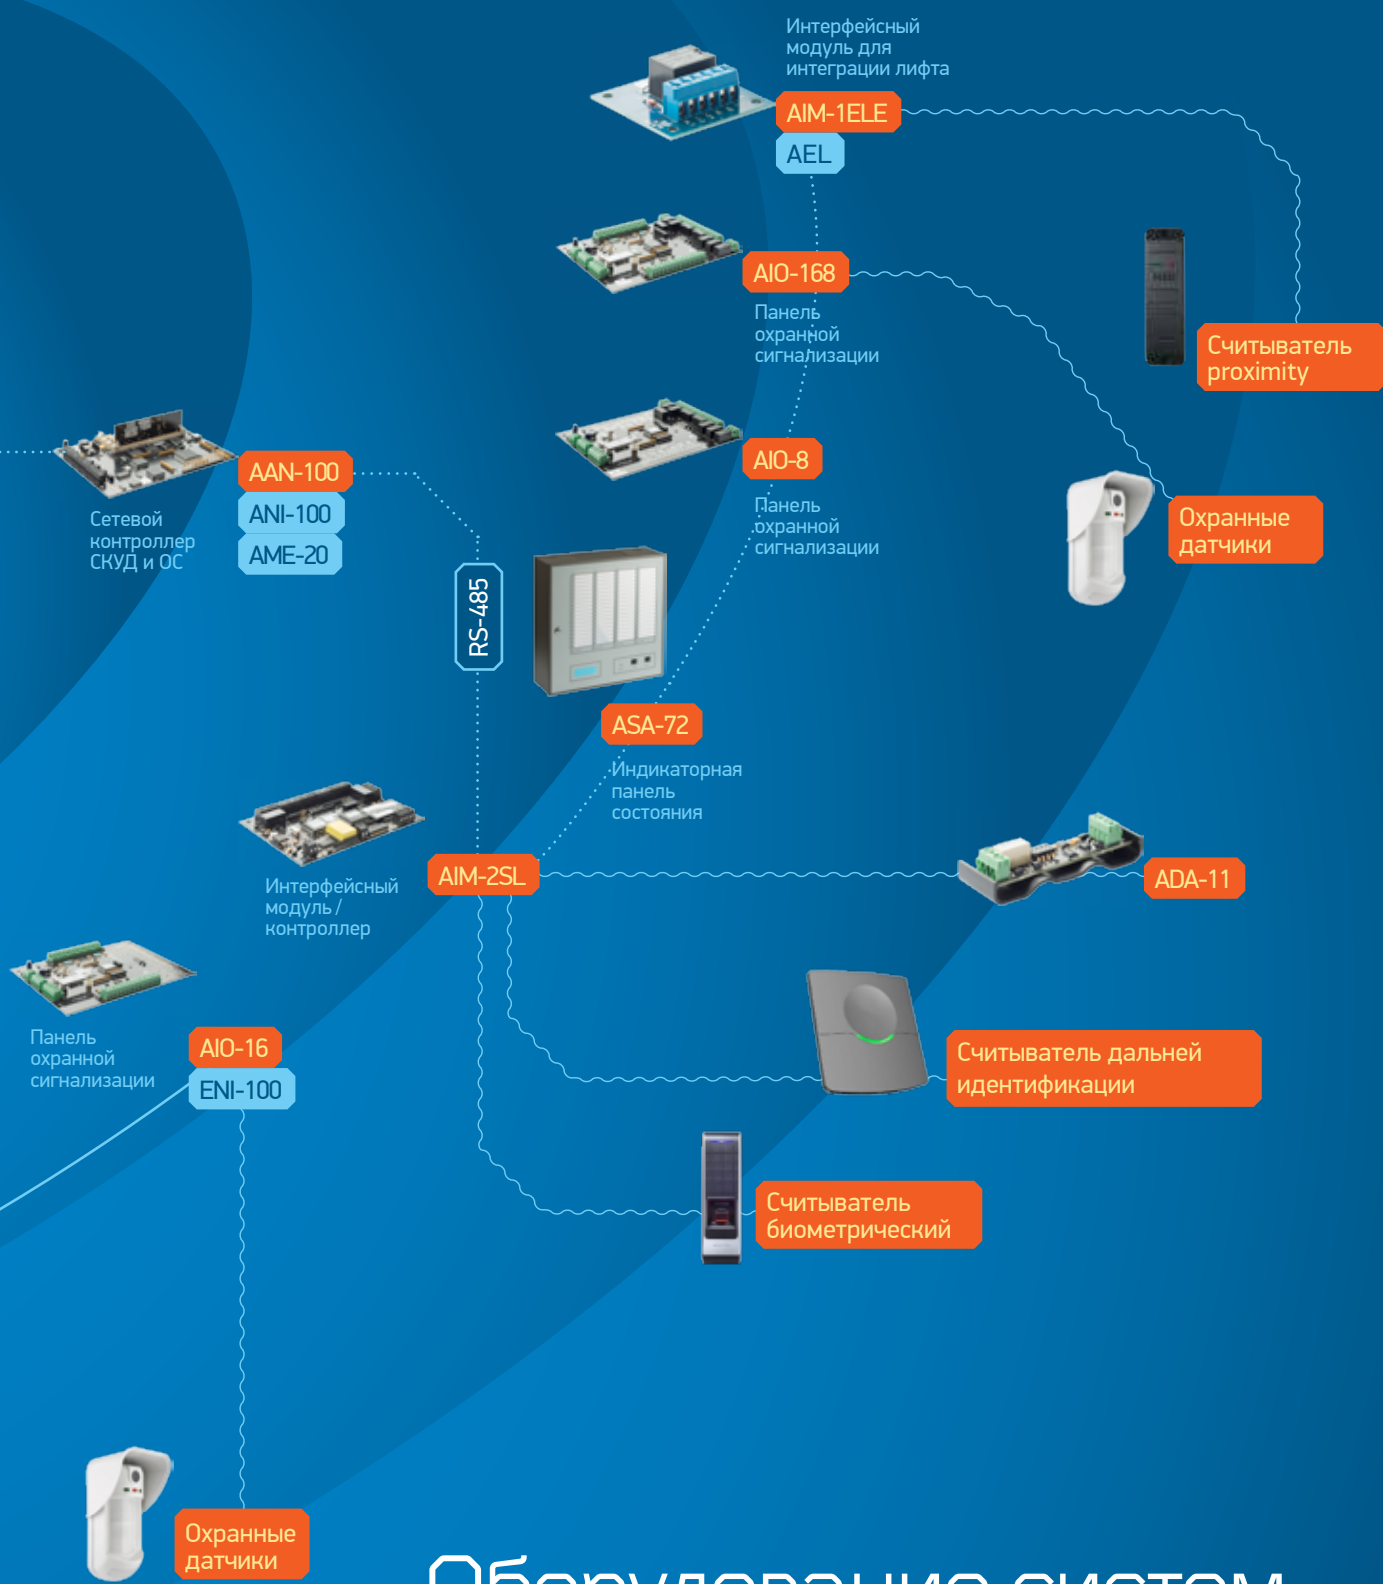 Интерфейсный
модуль для
интеграции лифта
AIM-1ELE
AEL
AIO-168
Панель
охранной
сигнализации
Считыватель
proximity
AIO-8
Панель
охранной
сигнализации
AAN-100
ANI-100
AME-20
Сетевой
контроллер
СКУД и ОС
Охранные
датчики
RS-485
ASA-72
Индикаторная
панель
состояния
AIM-2SL
Интерфейсный
модуль /
контроллер
ADA-11
Панель
охранной
сигнализации
AIO-16
ENI-100
Считыватель дальней
идентификации
Считыватель
биометрический
Охранные
датчики
Оборудование систем